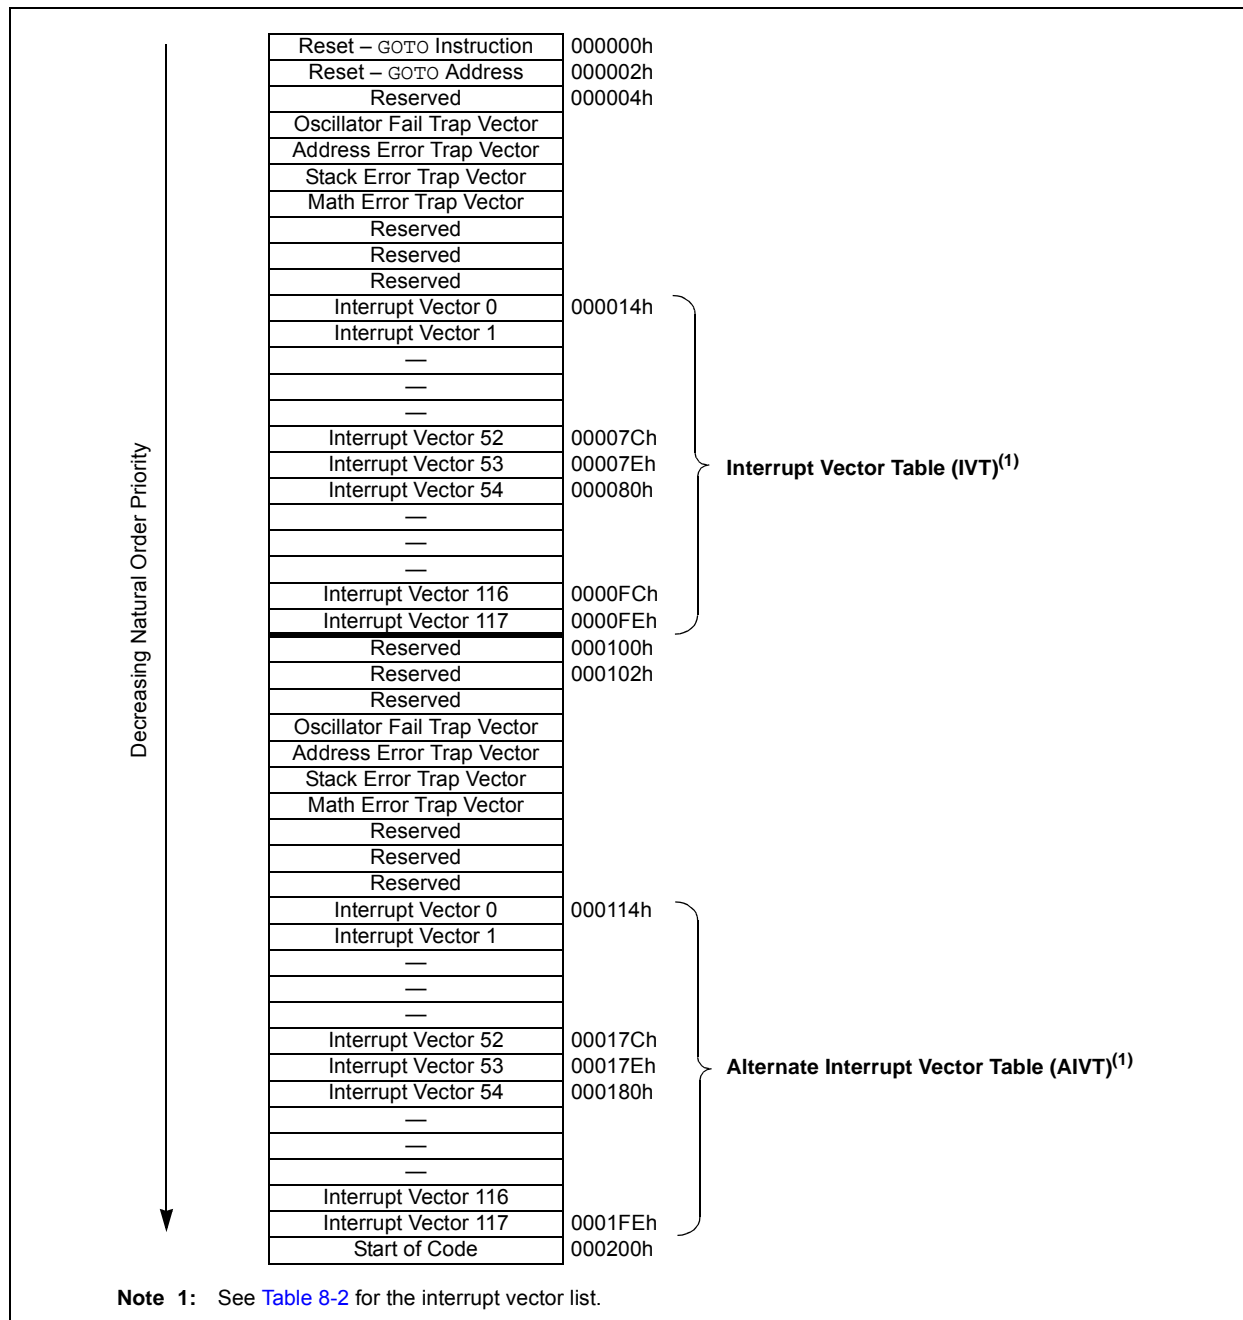 Reset – GOTO Instruction 000000h
Reset – GOTO Address 000002h
Reserved 000004h
Oscillator Fail Trap Vector
Address Error Trap Vector
Stack Error Trap Vector
Math Error Trap Vector
Reserved
Reserved
Reserved
Interrupt Vector 0 000014h
Interrupt Vector 1
—
—
—
Interrupt Vector 52 00007Ch
Interrupt Vector 53 00007Eh
Interrupt Vector 54 000080h
—
—
—
Interrupt Vector 116 0000FCh
Interrupt Vector 117 0000FEh
Interrupt Vector Table (IVT)(1)
Decreasing Natural Order Priority
Reserved 000100h
Reserved 000102h
Reserved
Oscillator Fail Trap Vector
Address Error Trap Vector
Stack Error Trap Vector
Math Error Trap Vector
Reserved
Reserved
Reserved
Interrupt Vector 0 000114h
Interrupt Vector 1
—
—
—
Interrupt Vector 52 00017Ch
Interrupt Vector 53 00017Eh
Interrupt Vector 54 000180h
—
—
—
Interrupt Vector 116
Interrupt Vector 117 0001FEh
Start of Code 000200h
Alternate Interrupt Vector Table (AIVT)(1)
Note 1: See Table 8-2 for the interrupt vector list.